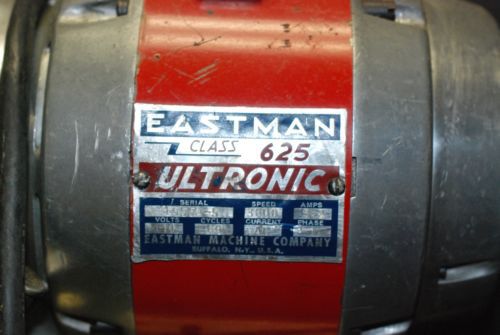 EASTMAN
CLASS 625
ULTRONIC
SERIAL SPEED AMPS
VOLTS CYCLES CURRENT PHASE
EASTMAN MACHINE COMPANY
BUFFALO, N.Y., U.S.A.